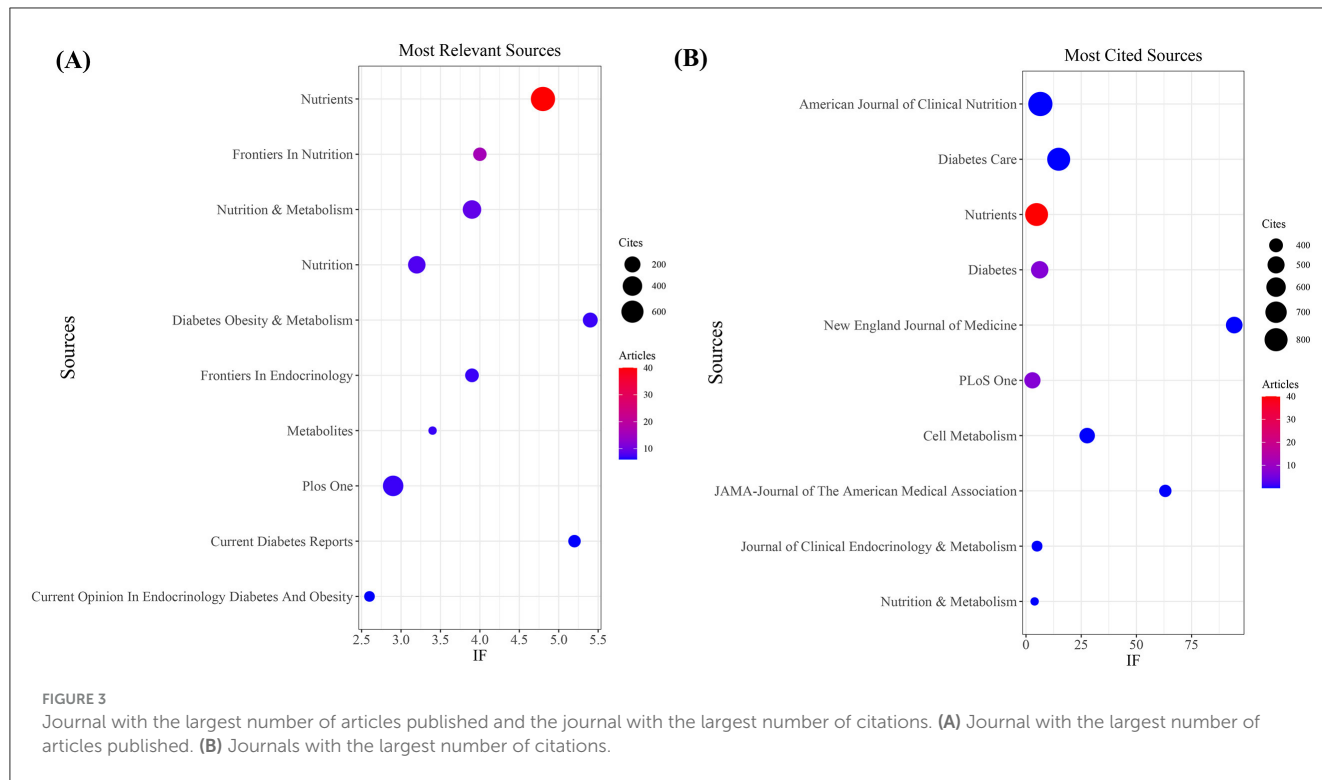 (A)
Most Relevant Sources
Sources
Nutrients
Frontiers In Nutrition
Nutrition & Metabolism
Nutrition
Diabetes Obesity & Metabolism
Frontiers In Endocrinology
Metabolites
Plos One
Current Diabetes Reports
Current Opinion In Endocrinology Diabetes And Obesity
2.5 3.0 3.5 4.0 4.5 5.0 5.5
IF
Cites
200
400
600
Articles
40
30
20
10
(B)
Most Cited Sources
Sources
American Journal of Clinical Nutrition
Diabetes Care
Nutrients
Diabetes
New England Journal of Medicine
PLoS One
Cell Metabolism
JAMA-Journal of The American Medical Association
Journal of Clinical Endocrinology & Metabolism
Nutrition & Metabolism
0 25 50 75
IF
Cites
400
500
600
700
800
Articles
40
30
20
10
FIGURE 3
Journal with the largest number of articles published and the journal with the largest number of citations. (A) Journal with the largest number of
articles published. (B) Journals with the largest number of citations.